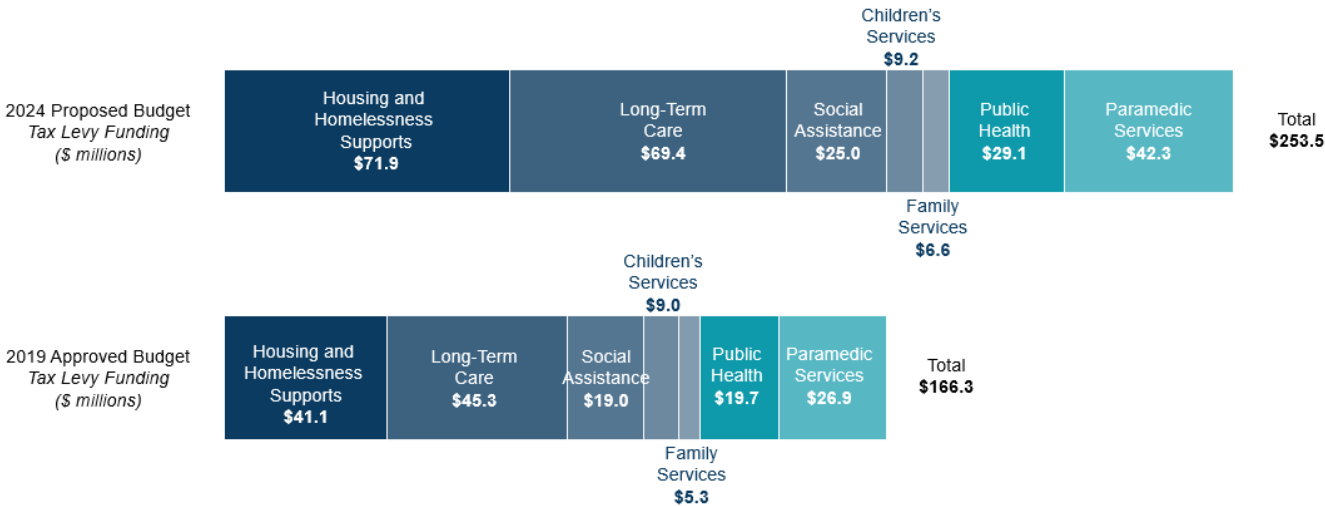 Children's
Services
$9.2
2024 Proposed Budget
Tax Levy Funding
($ millions)
Housing and
Homelessness
Supports
$71.9
Long-Term
Care
$69.4
Social
Assistance
$25.0
Public
Health
$29.1
Paramedic
Services
$42.3
Total
$253.5
Family
Services
$6.6
Children's
Services
$9.0
2019 Approved Budget
Tax Levy Funding
($ millions)
Housing and
Homelessness
Supports
$41.1
Long-Term
Care
$45.3
Social
Assistance
$19.0
Public
Health
$19.7
Paramedic
Services
$26.9
Total
$166.3
Family
Services
$5.3